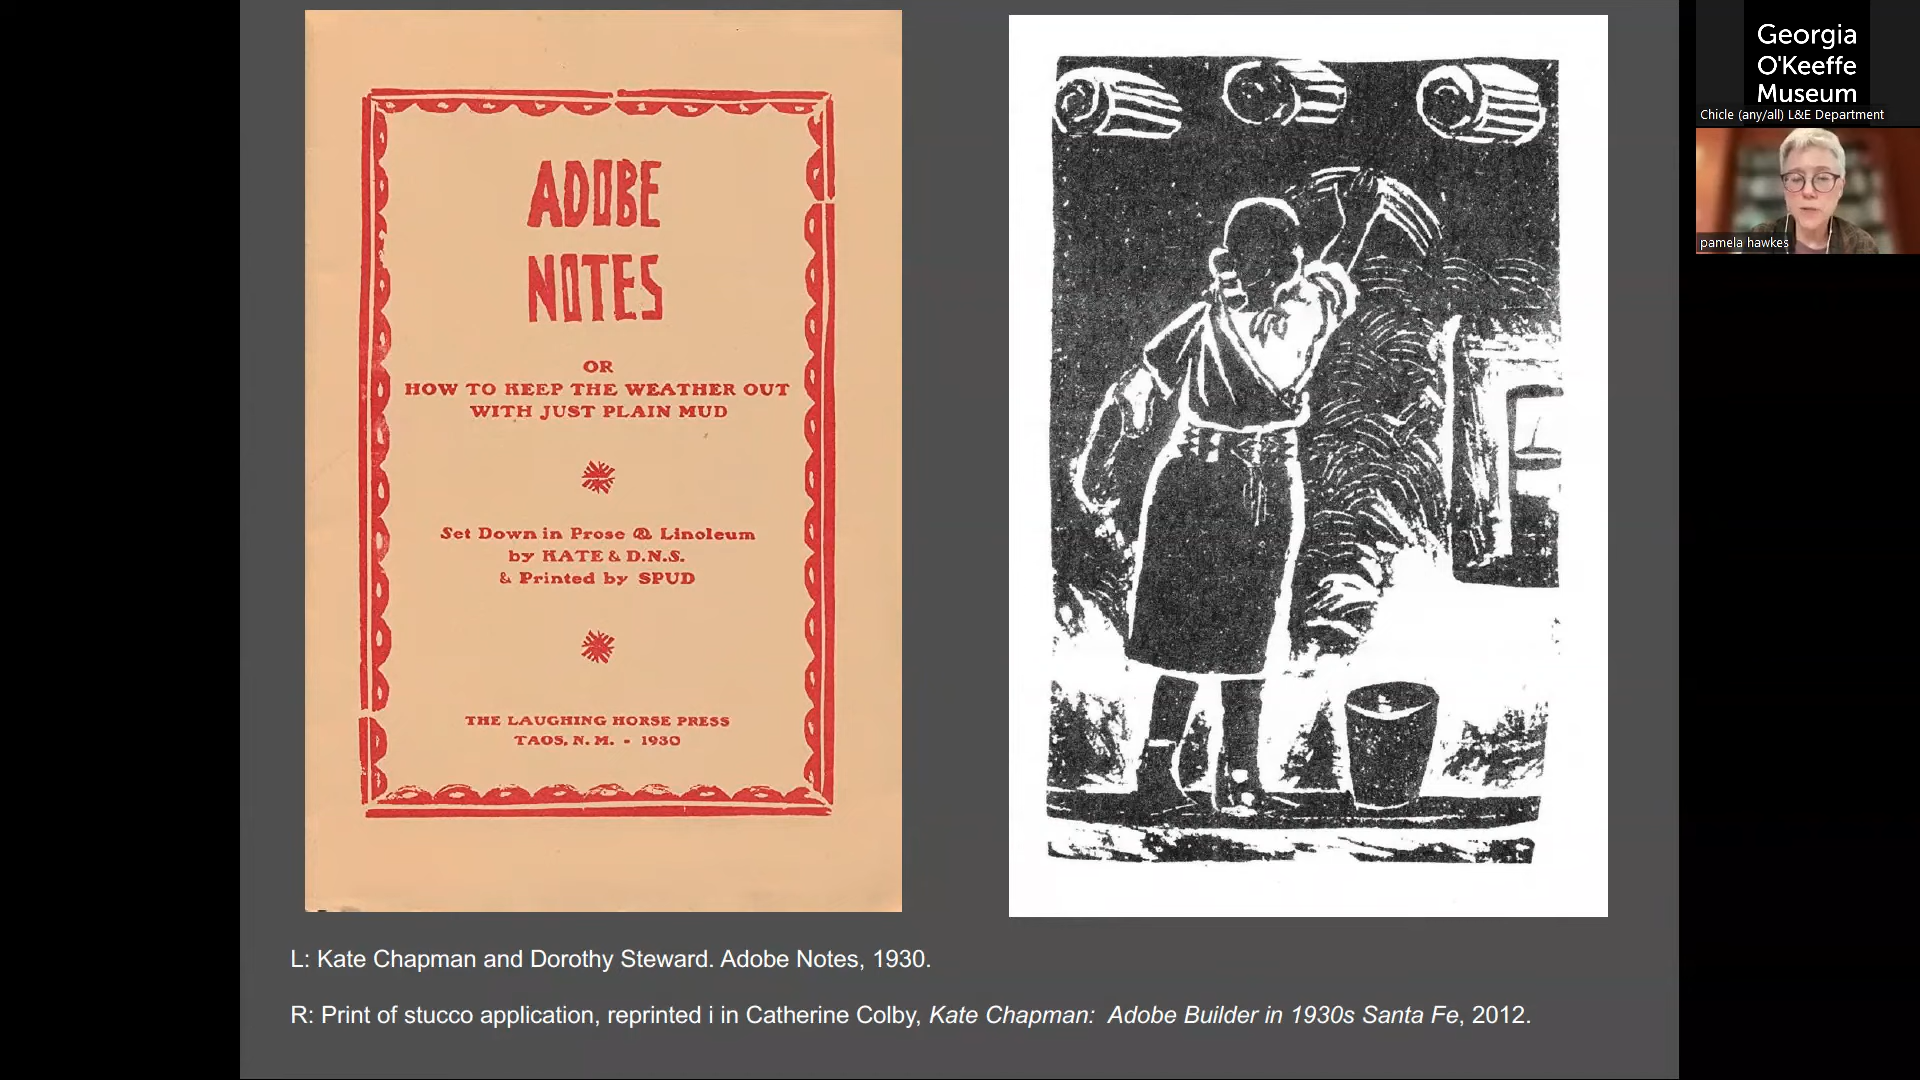 ADOBE
NOTES
OR
HOW TO KEEP THE WEATHER OUT
WITH JUST PLAIN MUD
Set Down in Prose & Linoleum
by KATE & D.N.S.
& Printed by SPUD
THE LAUGHING HORSE PRESS
TAOS, N. M. - 1930
L: Kate Chapman and Dorothy Steward. Adobe Notes, 1930.
R: Print of stucco application, reprinted i in Catherine Colby, Kate Chapman: Adobe Builder in 1930s Santa Fe, 2012.
Georgia
O'Keeffe
Museum
Chicle (any/all) L&E Department
pamela hawkes